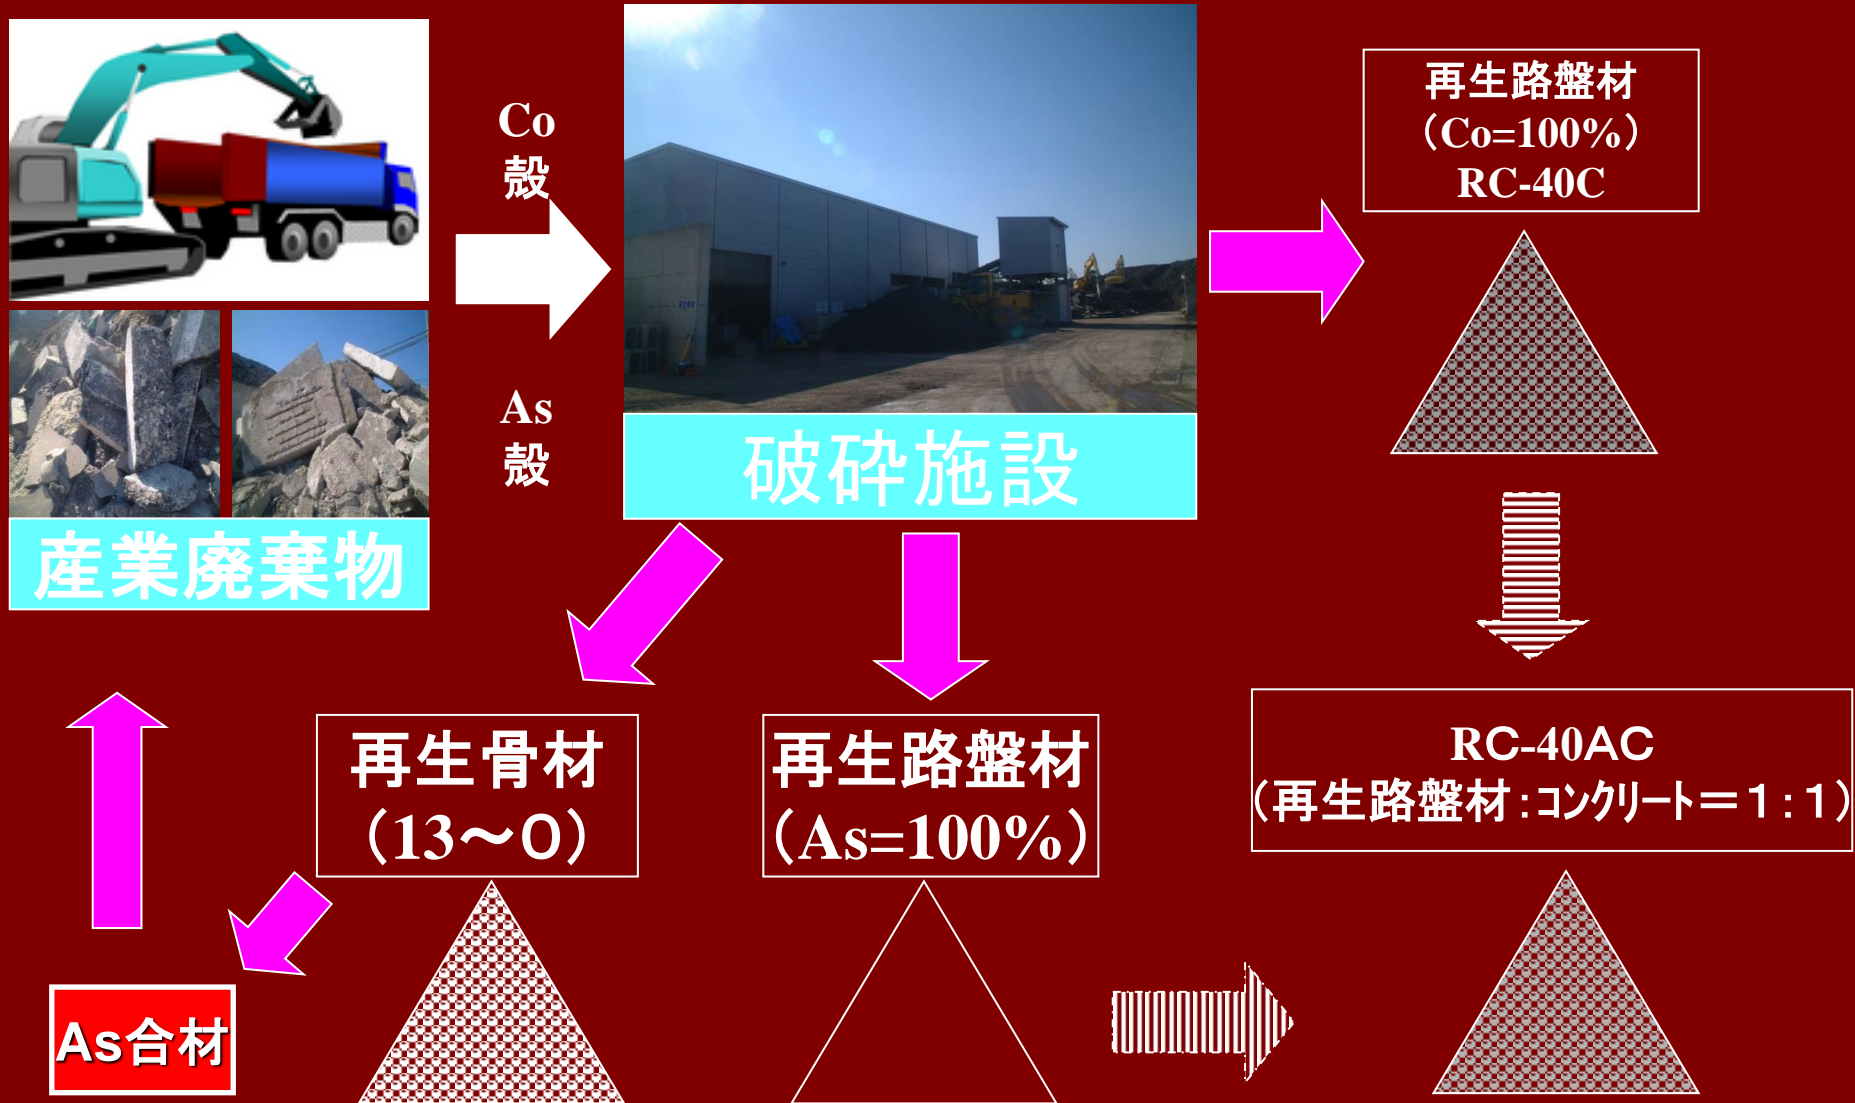 Co
殻
As
殻
産業廃棄物
破砕施設
再生路盤材
（Co=100%）
RC-40C
再生骨材
（13～0）
再生路盤材
（As=100%）
RC-40AC
（再生路盤材：コンクリート＝１：１）
As合材